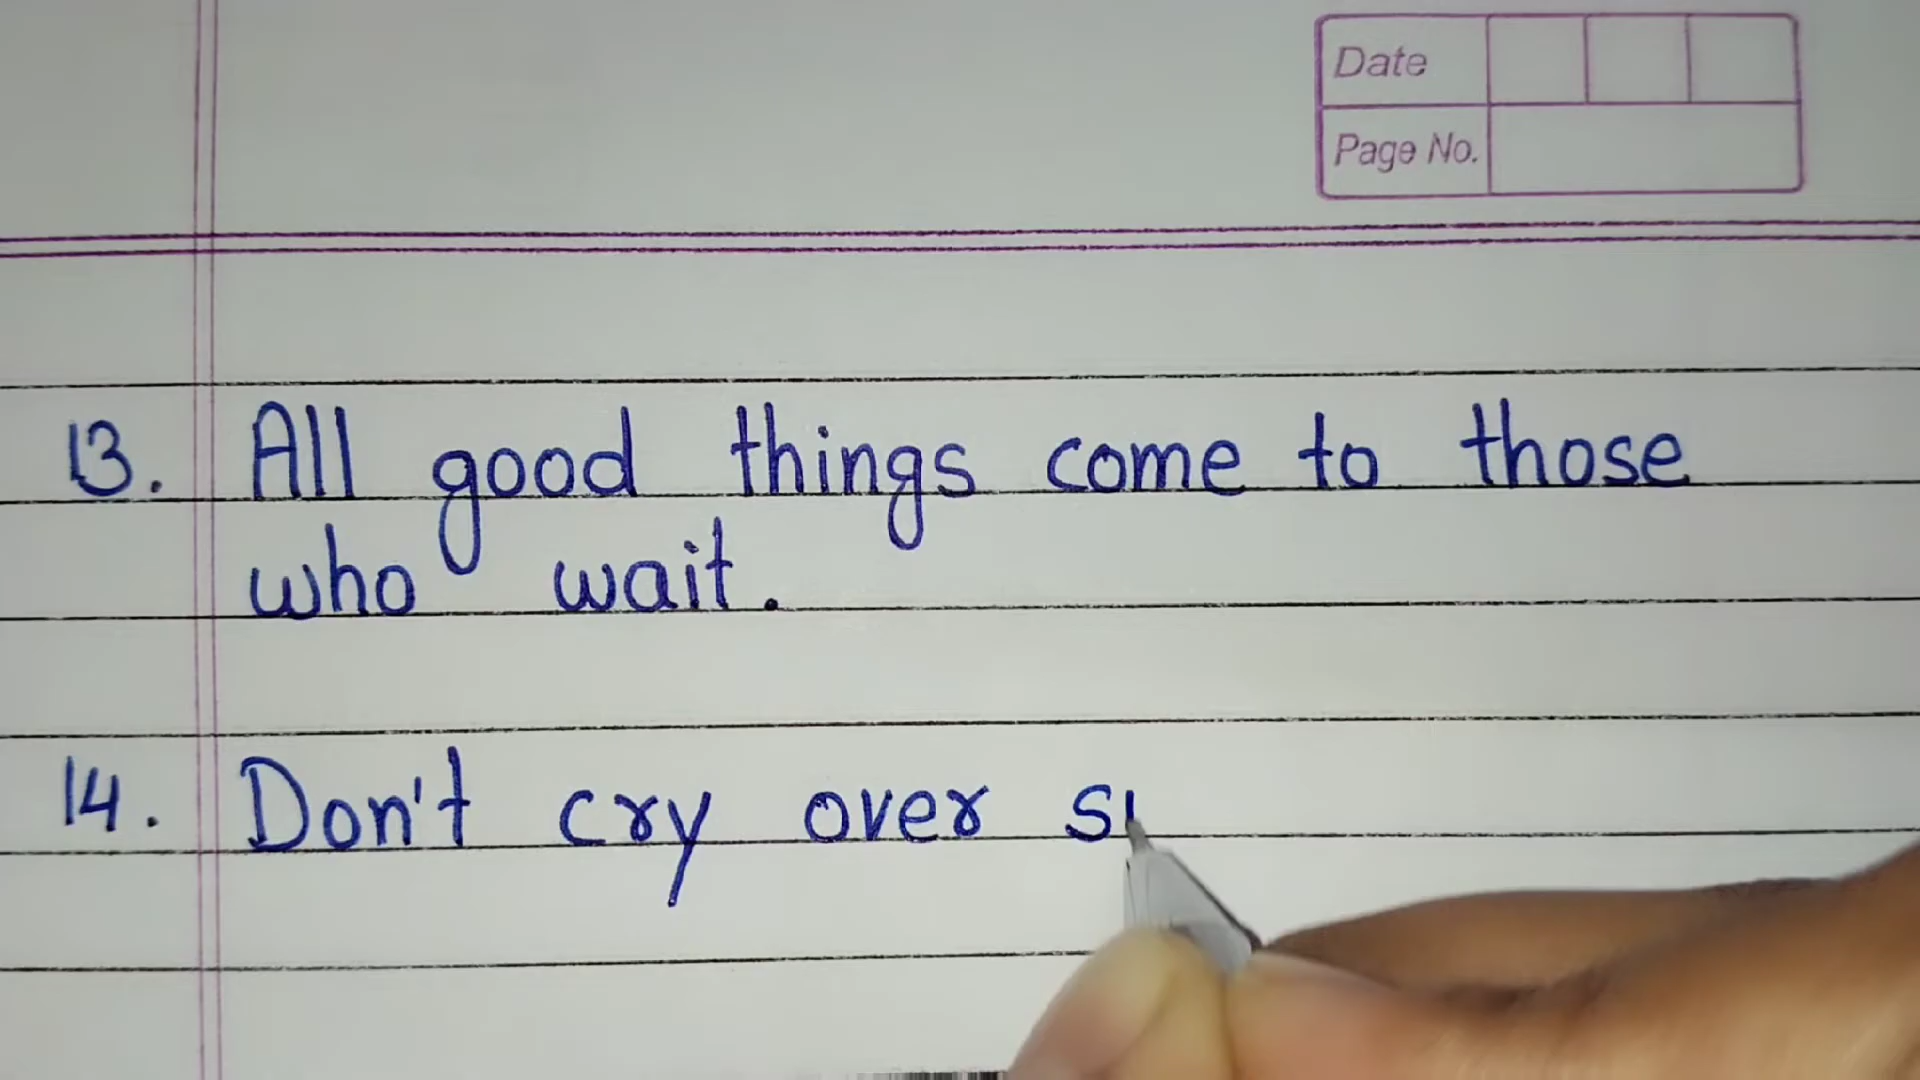 Date
Page No.
13. All good things come to those
who wait.
14. Don't cry over